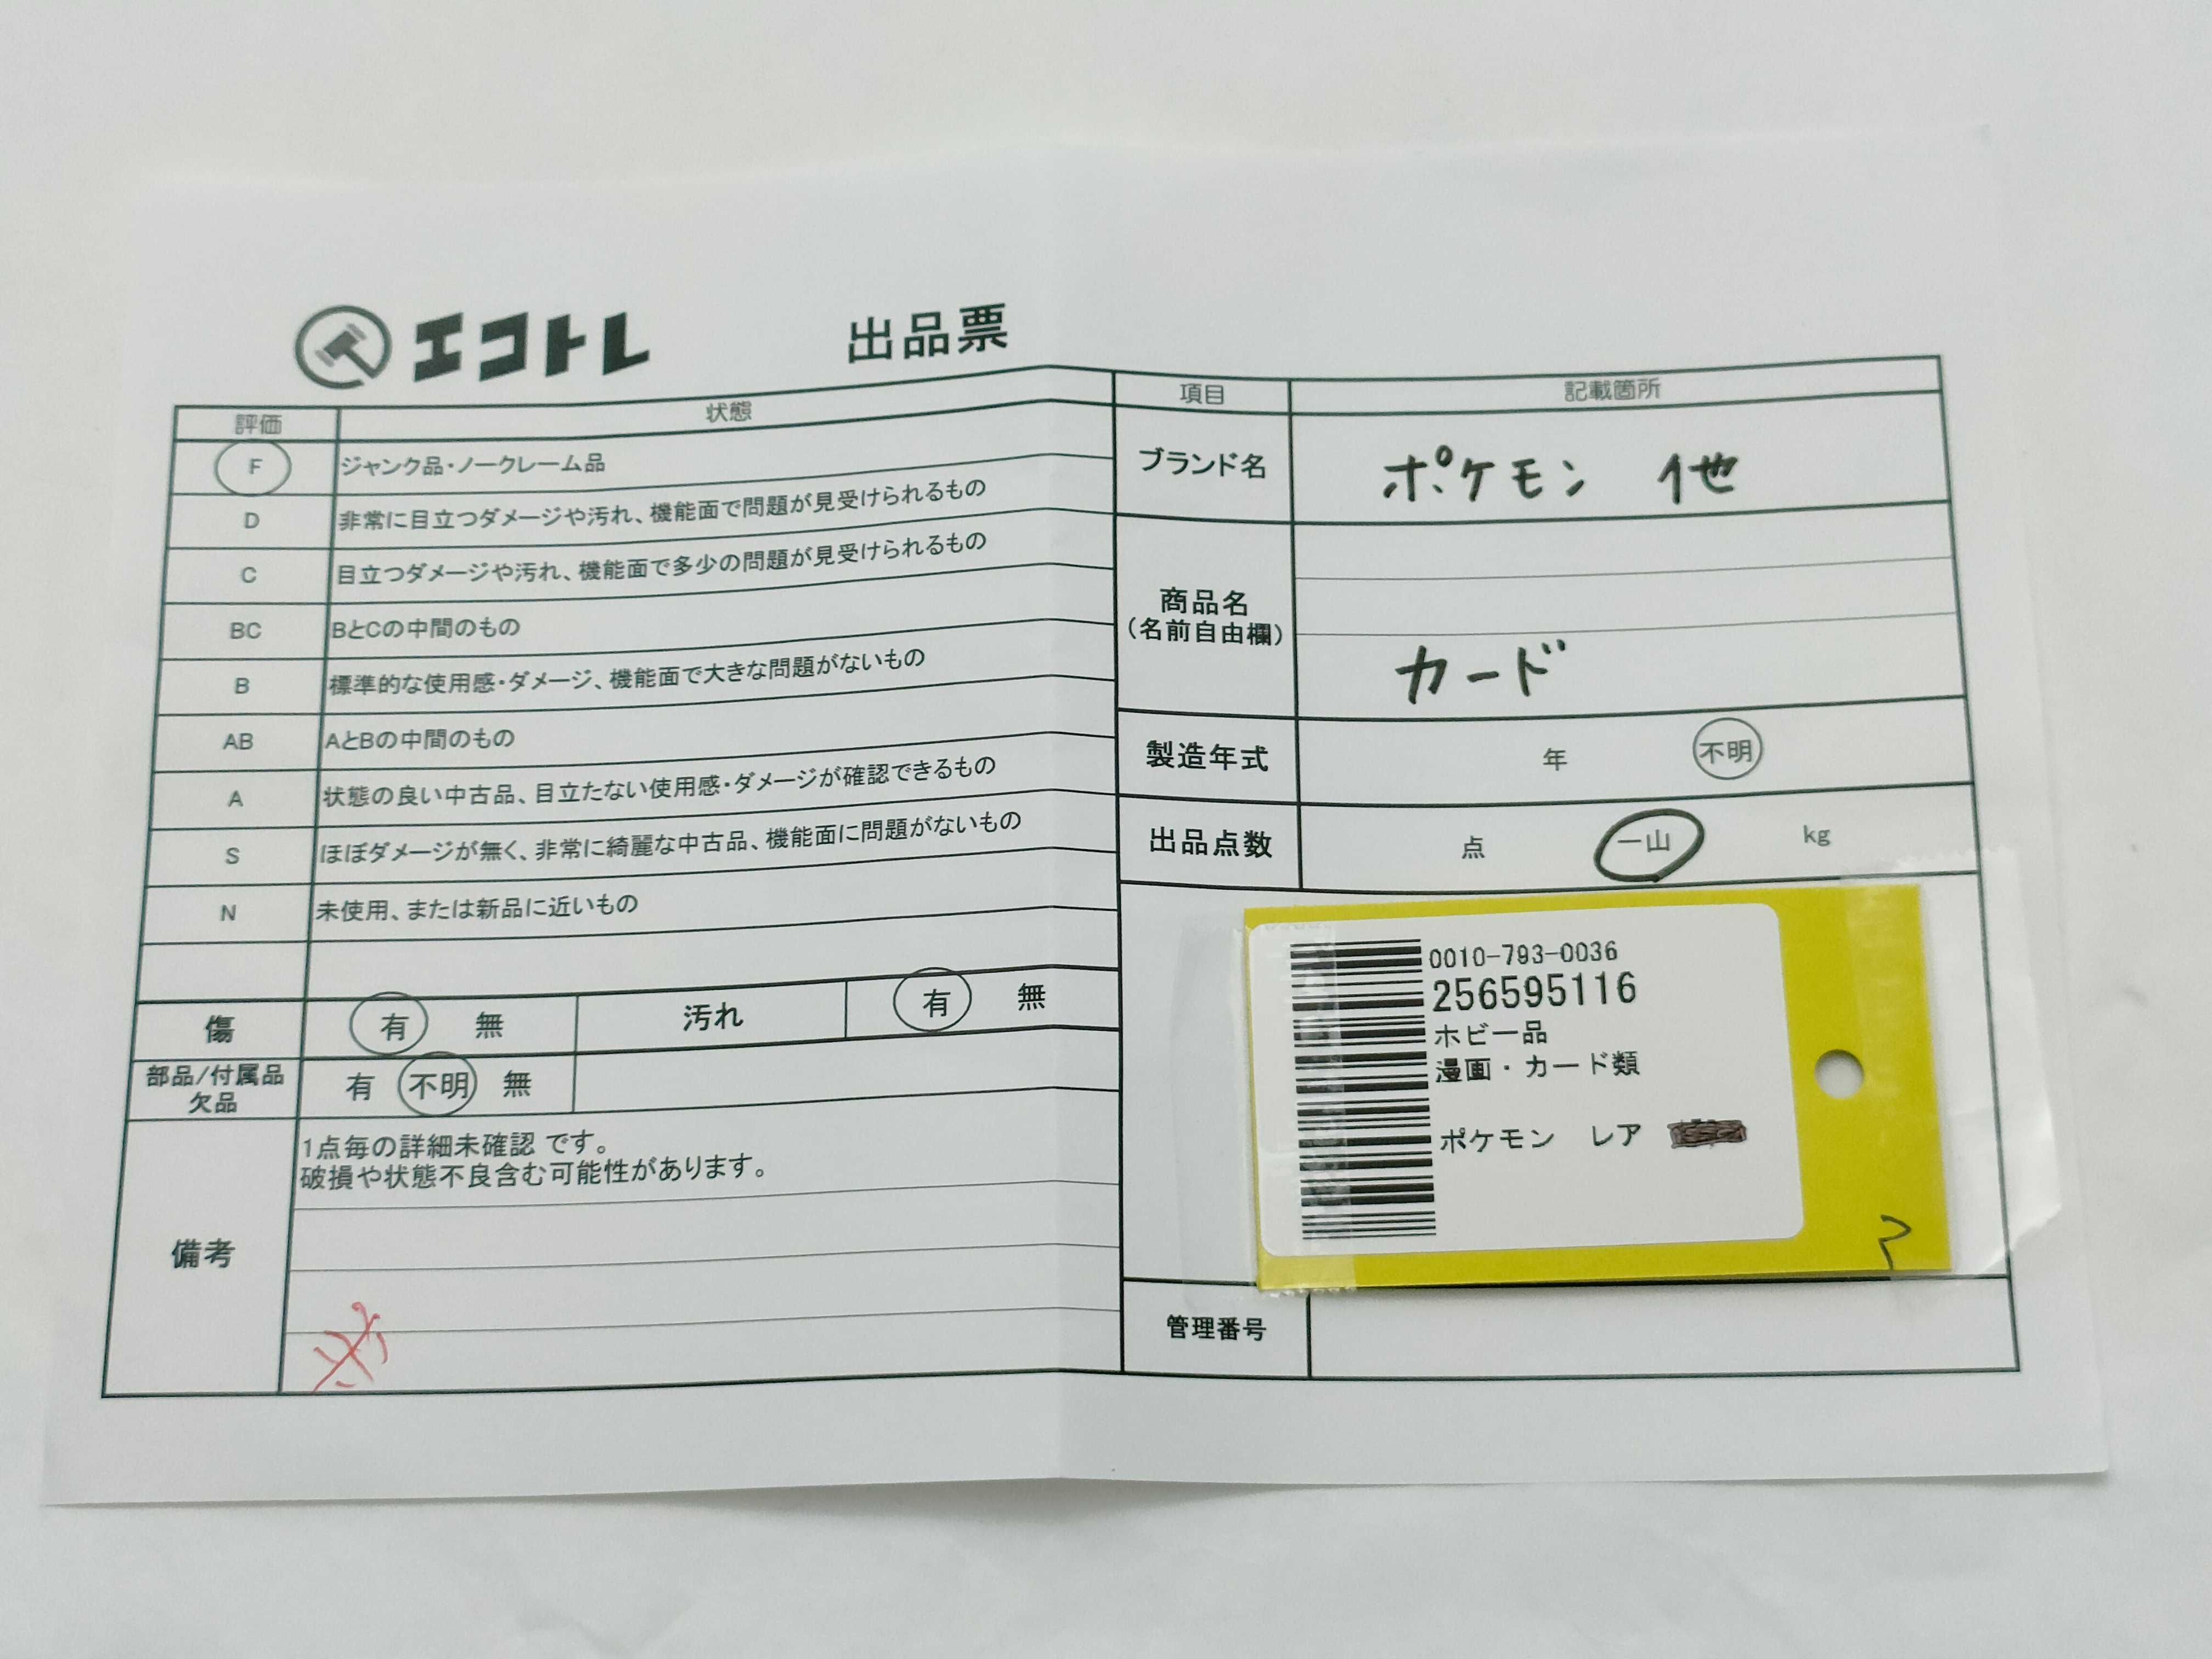 エコトレ 出品票
評価 状態
F ジャンク品・ノークレーム品
D 非常に目立つダメージや汚れ、機能面で問題が見受けられるもの
C 目立つダメージや汚れ、機能面で多少の問題が見受けられるもの
BC BとCの中間のもの
B 標準的な使用感・ダメージ、機能面で大きな問題がないもの
AB AとBの中間のもの
A 状態の良い中古品、目立たない使用感・ダメージが確認できるもの
S ほぼダメージが無く、非常に綺麗な中古品、機能面に問題がないもの
N 未使用、または新品に近いもの
傷 有 無 汚れ 有 無
部品/付属品
欠品 有 不明 無
備考
1点毎の詳細未確認 です。
破損や状態不良含む可能性があります。
項目 記載箇所
ブランド名 ポケモン 他
商品名
(名前自由欄)
カード
製造年式 年 不明
出品点数 点 一山 kg
0010-793-0036
256595116
ホビー品
漫画・カード類
ポケモン レア
管理番号